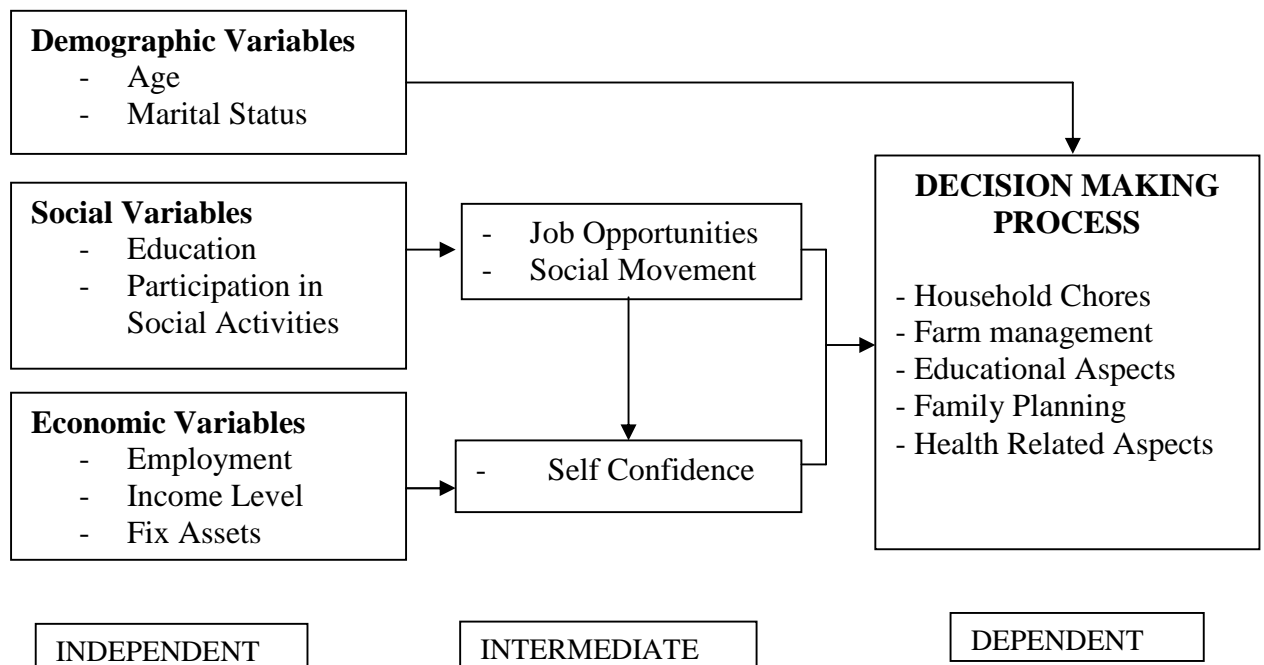 Demographic Variables
- Age
- Marital Status
Social Variables
- Education
- Participation in
Social Activities
Economic Variables
- Employment
- Income Level
- Fix Assets
- Job Opportunities
- Social Movement
- Self Confidence
DECISION MAKING
PROCESS
- Household Chores
- Farm management
- Educational Aspects
- Family Planning
- Health Related Aspects
INDEPENDENT
INTERMEDIATE
DEPENDENT